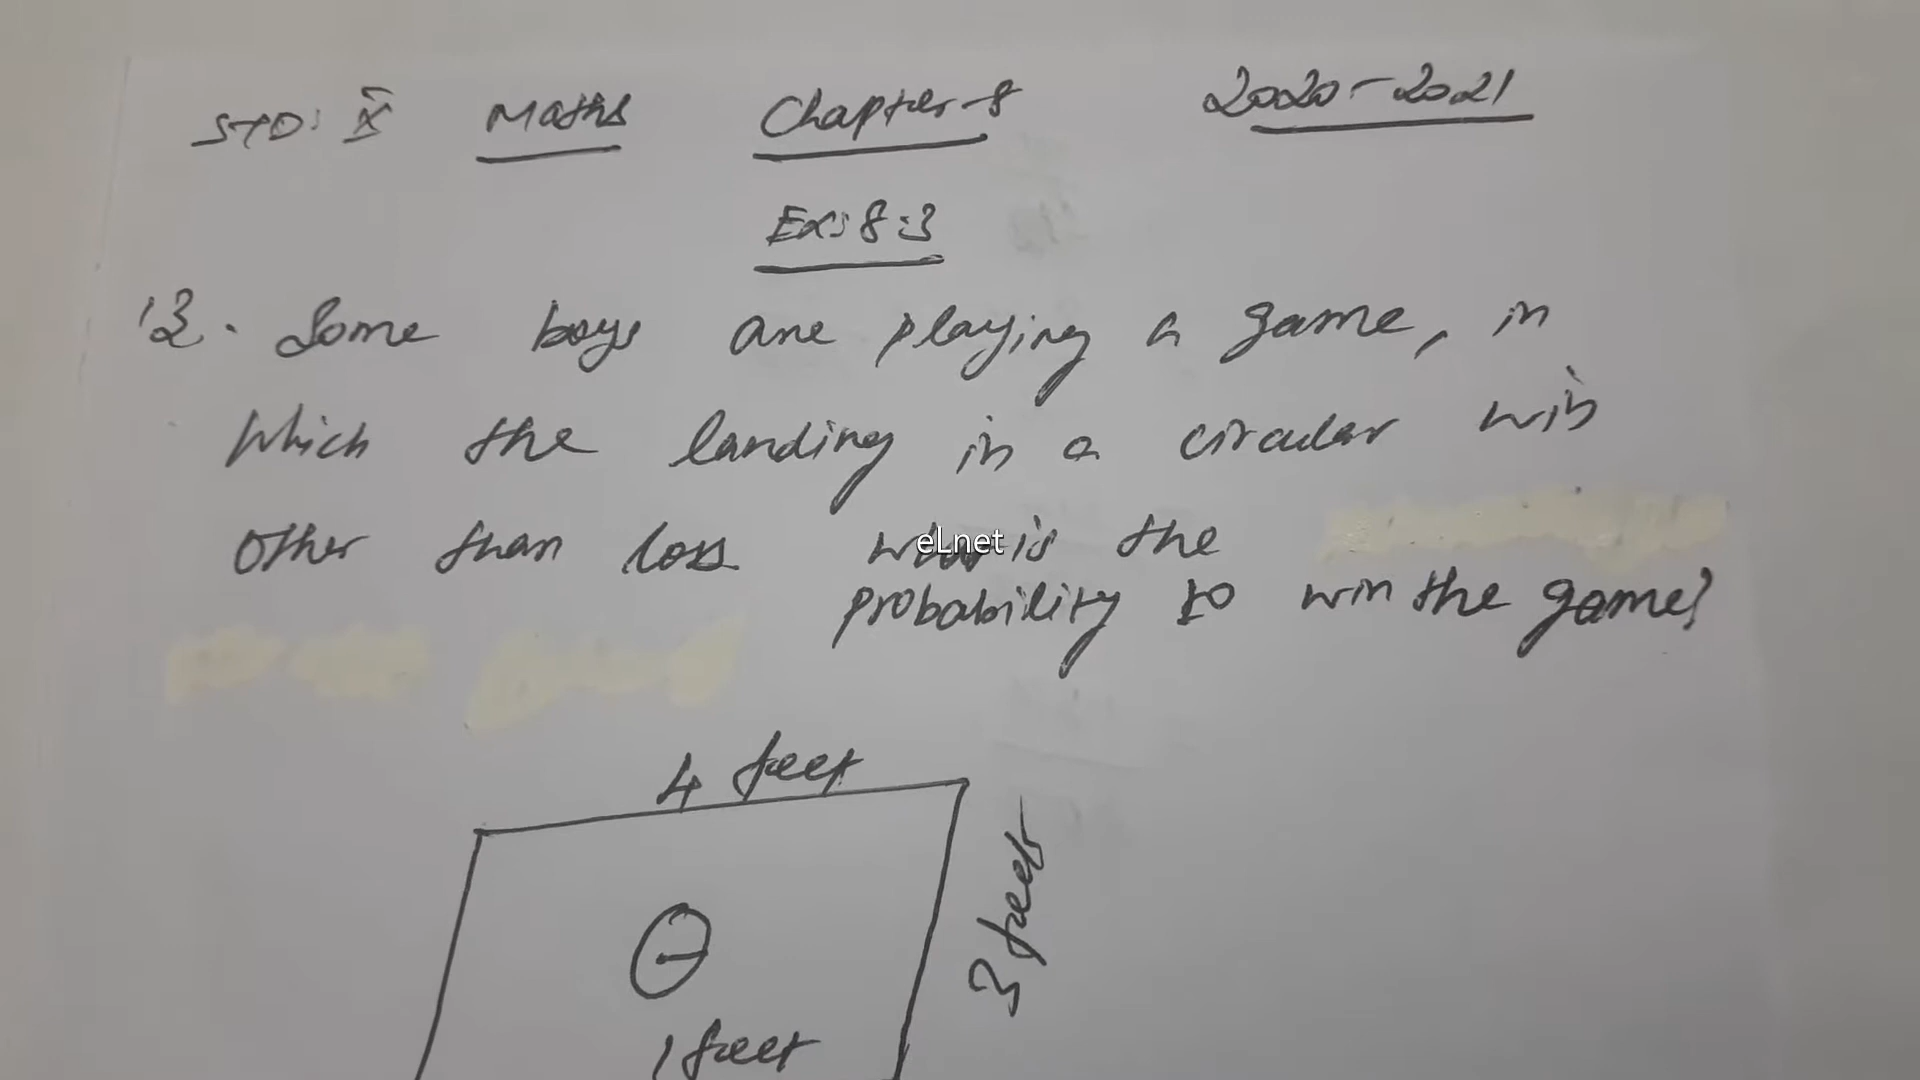 STD: X Maths Chapter-8 2020-2021
Ex: 8.3
12. Some boys are playing a game, in
Which the landing in a circular win
Other than loss is the
probability to win the game?
eLnet
4 feet
3 feet
1 feet